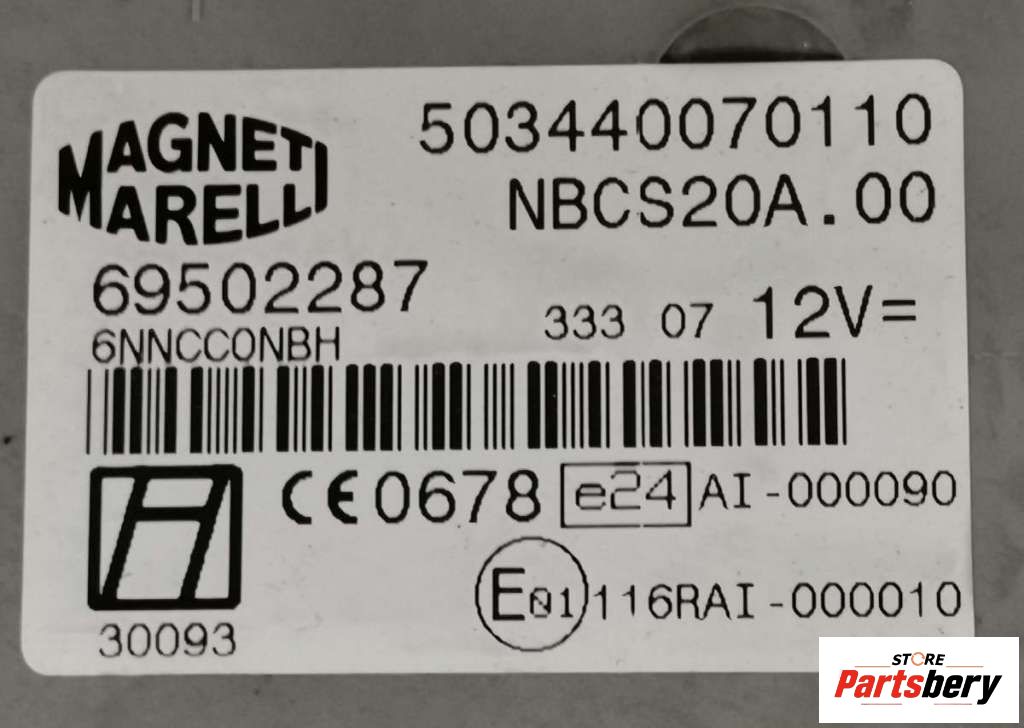 MAGNETI
MARELLI
503440070110
NBCS20A.00
69502287
6NNCCONBH
333 07 12V=
CE0678 e24 AI-000090
E01 116RAI-000010
30093
STORE
Partsbery